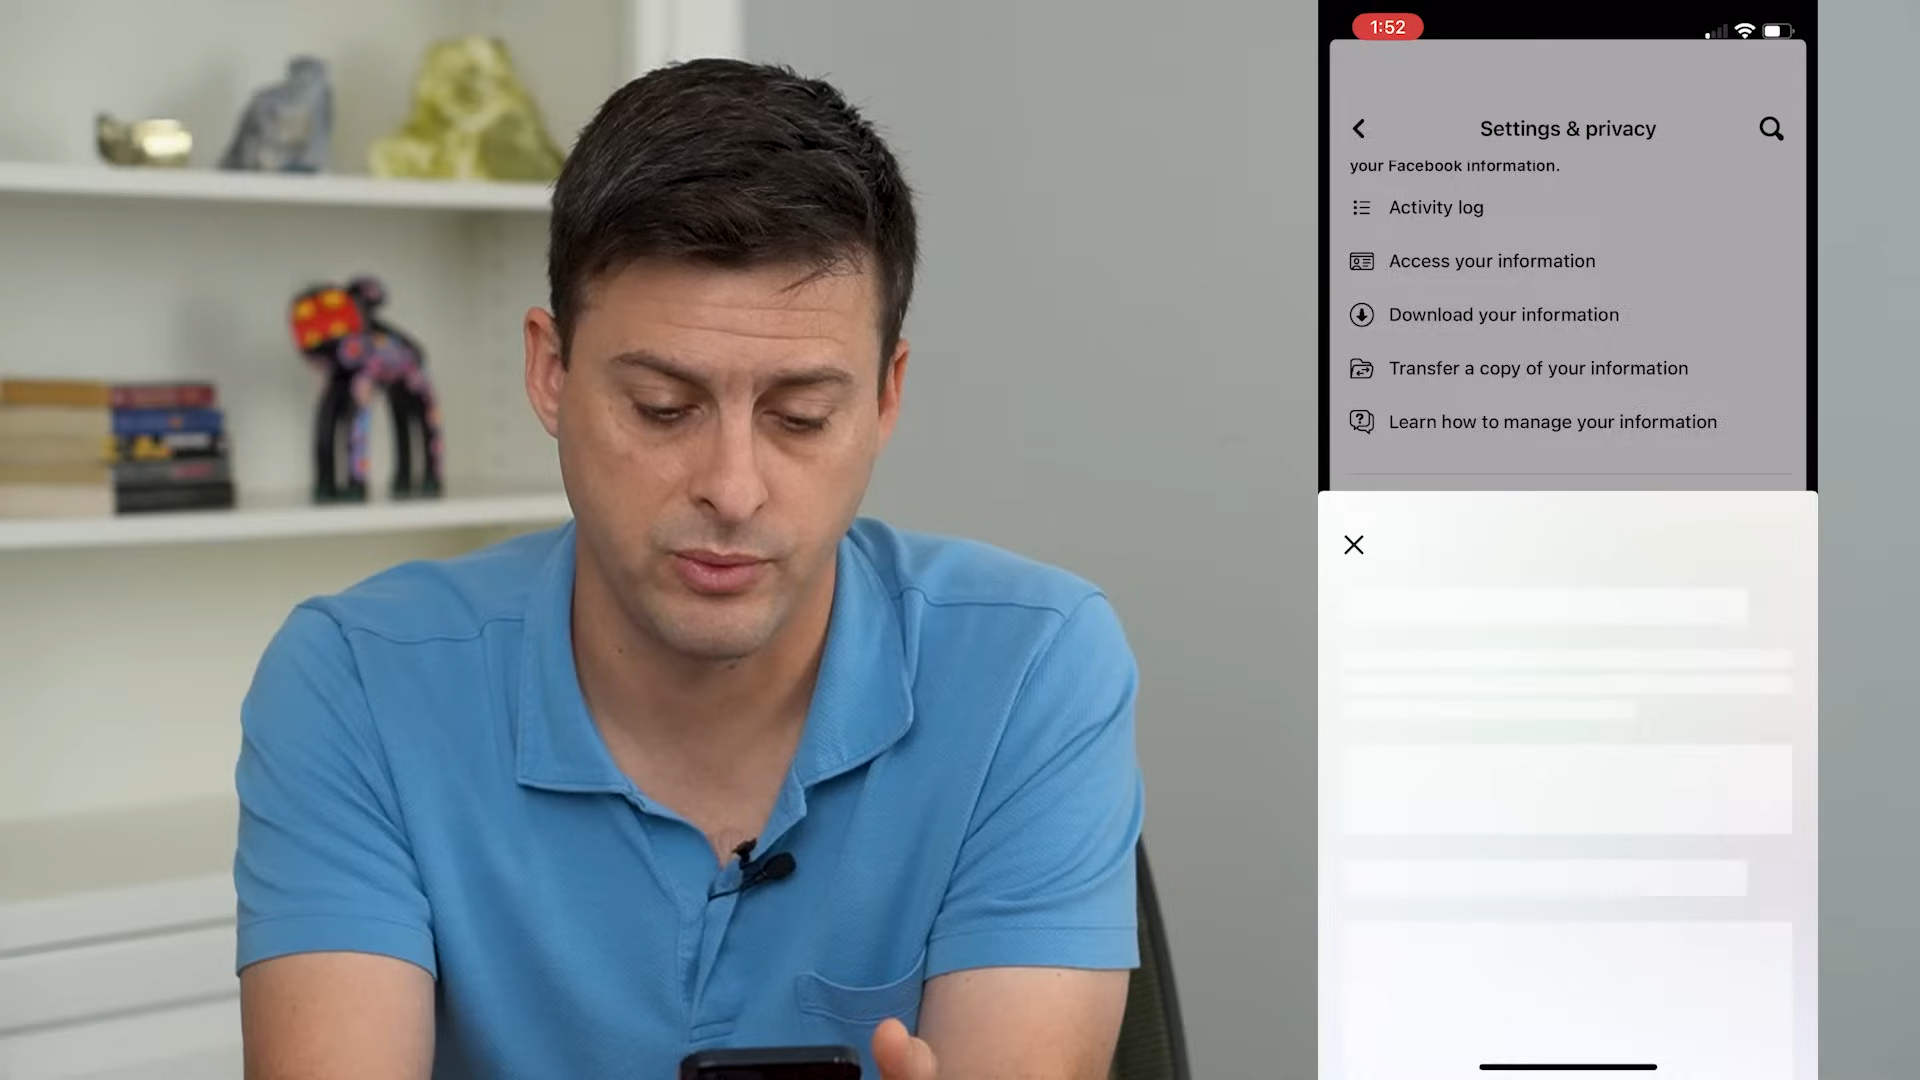 1:52
Settings & privacy
your Facebook information.
Activity log
Access your information
Download your information
Transfer a copy of your information
Learn how to manage your information